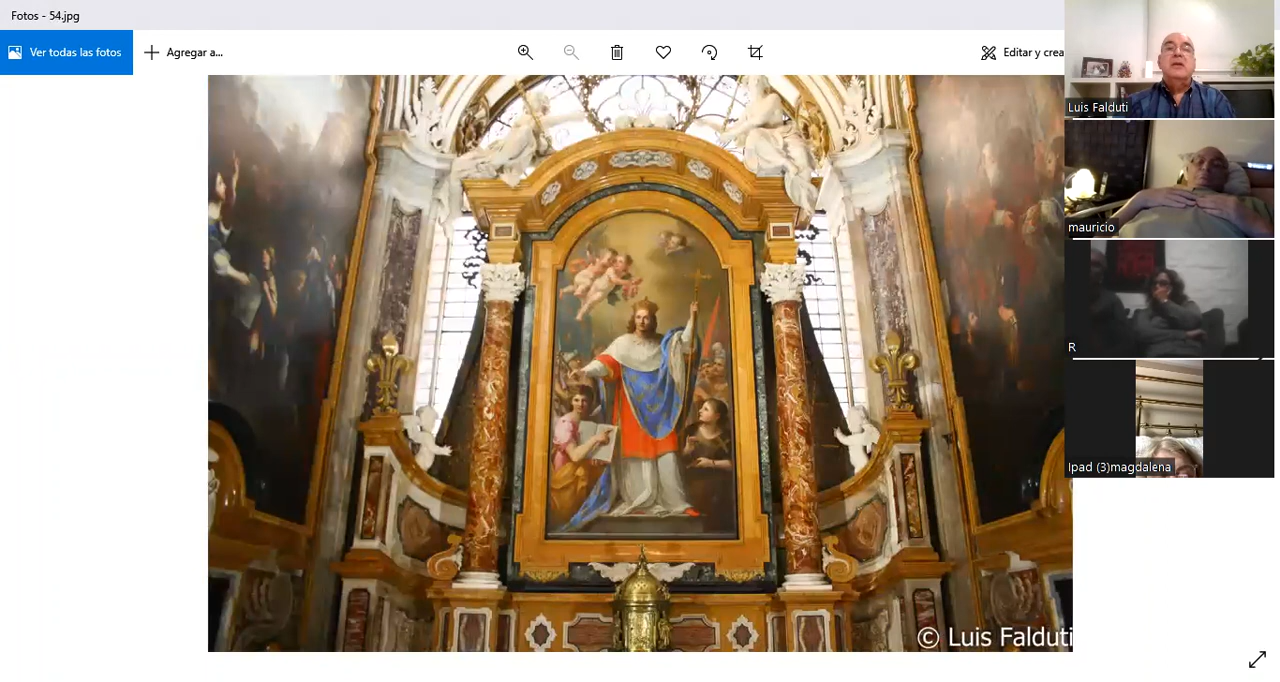 Fotos - 54.jpg
Ver todas las fotos
Agregar a...
Editar y crea
Luis Falduti
mauricio
R
Ipad (3)magdalena
© Luis Falduti